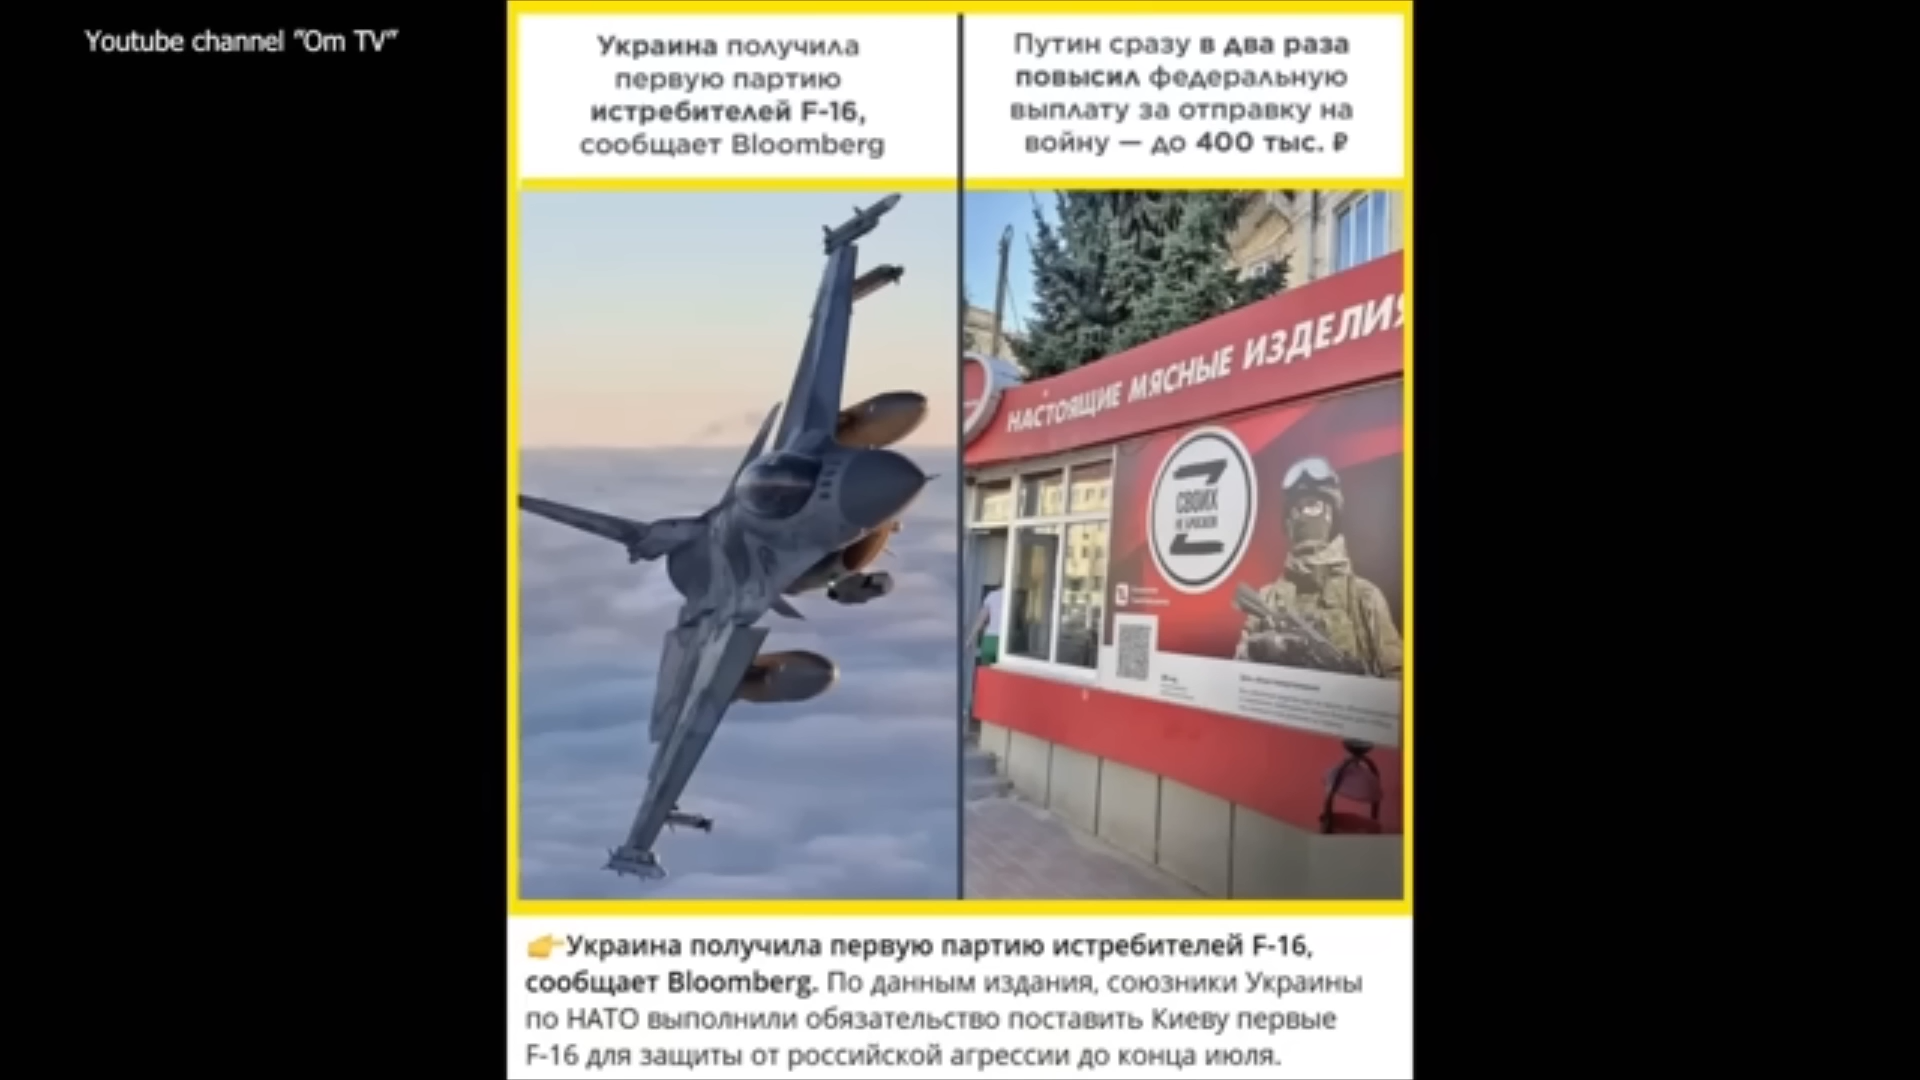 Youtube channel "Om TV"
Украина получила
первую партию
истребителей F-16,
сообщает Bloomberg
Путин сразу в два раза
повысил федеральную
выплату за отправку на
войну — до 400 тыс. ₽
НАСТОЯЩИЕ МЯСНЫЕ ИЗДЕЛИЯ
СВОИХ
НЕ БРОСАЕМ
👉Украина получила первую партию истребителей F-16,
сообщает Bloomberg. По данным издания, союзники Украины
по НАТО выполнили обязательство поставить Киеву первые
F-16 для защиты от российской агрессии до конца июля.